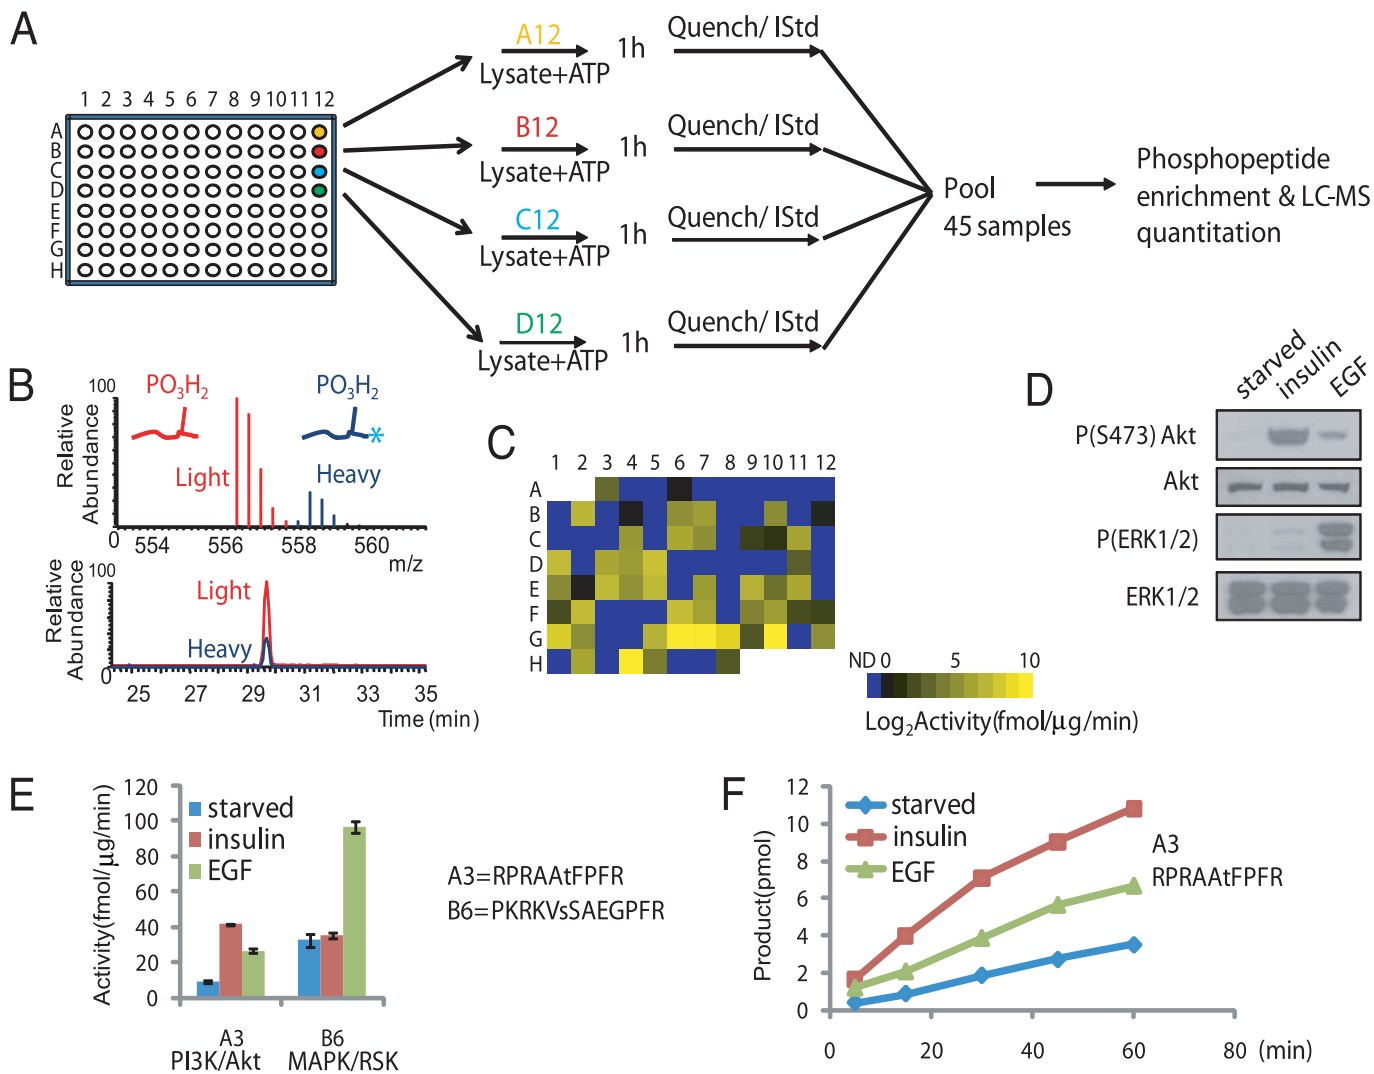 A
A12
Lysate+ATP
1h
Quench/ IStd
B12
Lysate+ATP
1h
Quench/ IStd
C12
Lysate+ATP
1h
Quench/ IStd
D12
Lysate+ATP
1h
Quench/ IStd
1 2 3 4 5 6 7 8 9 10 11 12
A
B
C
D
E
F
G
H
Pool
45 samples
Phosphopeptide
enrichment & LC-MS
quantitation
B
Relative
Abundance
100
0
PO3H2
PO3H2
*
Light
Heavy
554 556 558 560
m/z
Relative
Abundance
100
0
Light
Heavy
25 27 29 31 33 35
Time (min)
C
1 2 3 4 5 6 7 8 9 10 11 12
A
B
C
D
E
F
G
H
ND 0 5 10
Log2Activity(fmol/μg/min)
D
starved
insulin
EGF
P(S473) Akt
Akt
P(ERK1/2)
ERK1/2
E
Activity(fmol/μg/min)
120
100
80
60
40
20
0
starved
insulin
EGF
A3
PI3K/Akt
B6
MAPK/RSK
A3=RPRAAtFPFR
B6=PKRKVsSAEGPFR
F
Product(pmol)
12
10
8
6
4
2
0
starved
insulin
EGF
A3
RPRAAtFPFR
0 20 40 60 80 (min)